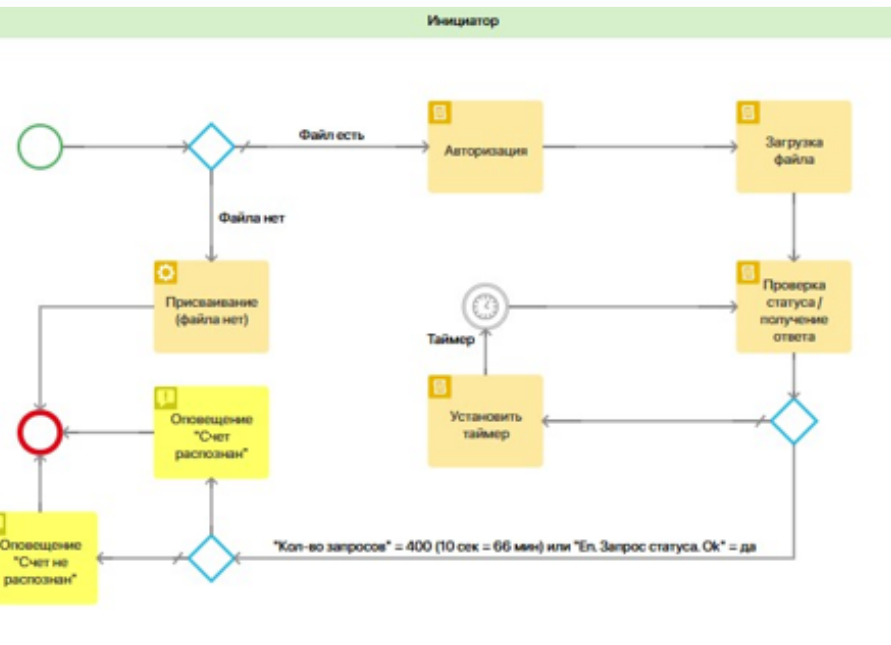 Инициатор
Файл есть
Авторизация
Загрузка
файла
Файла нет
Присваивание
(файла нет)
Таймер
Проверка
статуса /
получение
ответа
Оповещение
"Счет
распознан"
Установить
таймер
"Кол-во запросов" = 400 (10 сек = 66 мин) или "Еп. Запрос статуса. Ok" = да
Оповещение
"Счет не
распознан"